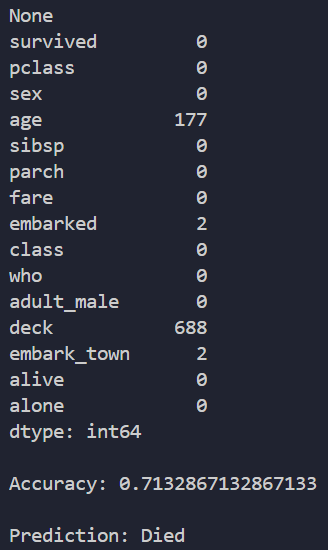 None
survived 0
pclass 0
sex 0
age 177
sibsp 0
parch 0
fare 0
embarked 2
class 0
who 0
adult_male 0
deck 688
embark_town 2
alive 0
alone 0
dtype: int64
Accuracy: 0.7132867132867133
Prediction: Died